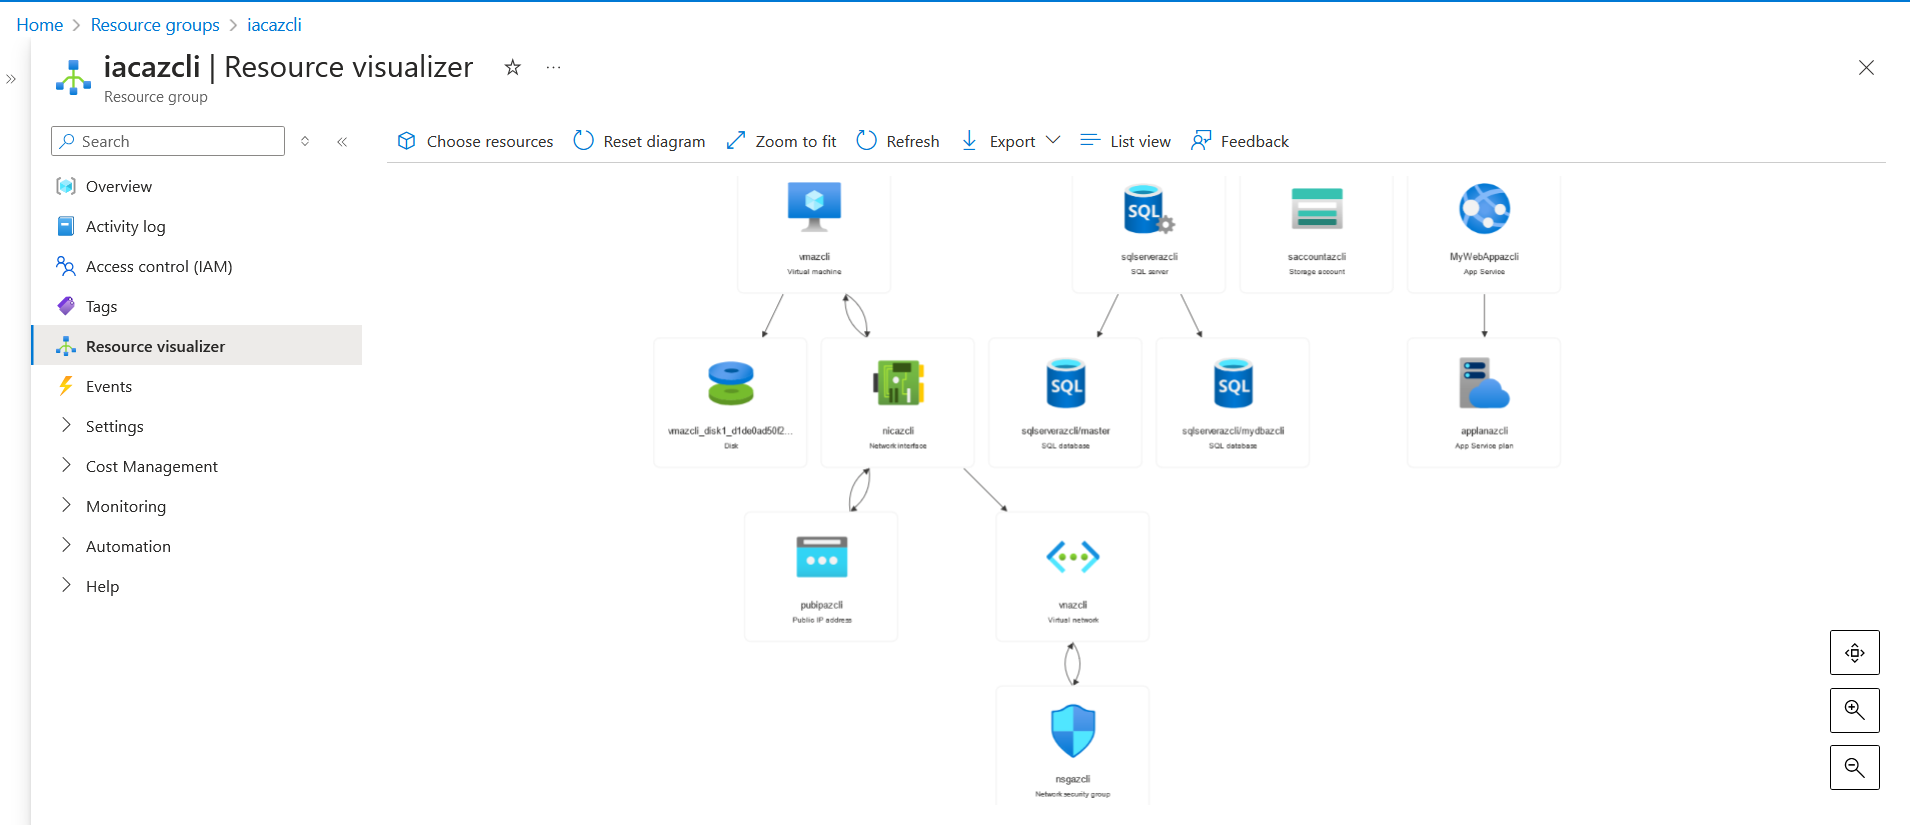 Home > Resource groups > iacazcli
iacazcli | Resource visualizer
Resource group
Search
Choose resources
Reset diagram
Zoom to fit
Refresh
Export
List view
Feedback
Overview
Activity log
Access control (IAM)
Tags
Resource visualizer
Events
Settings
Cost Management
Monitoring
Automation
Help
vmazcli
Virtual machine
SQL
sqlserverazcli
SQL server
saccountazcli
Storage account
MyWebAppazcli
App Service
vmazcli_disk1_d1de0ad50f2...
Disk
nicazcli
Network interface
SQL
sqlserverazcli/master
SQL database
SQL
sqlserverazcli/mydbazcli
SQL database
applanazcli
App Service plan
pubipazcli
Public IP address
vnazcli
Virtual network
nsgazcli
Network security group